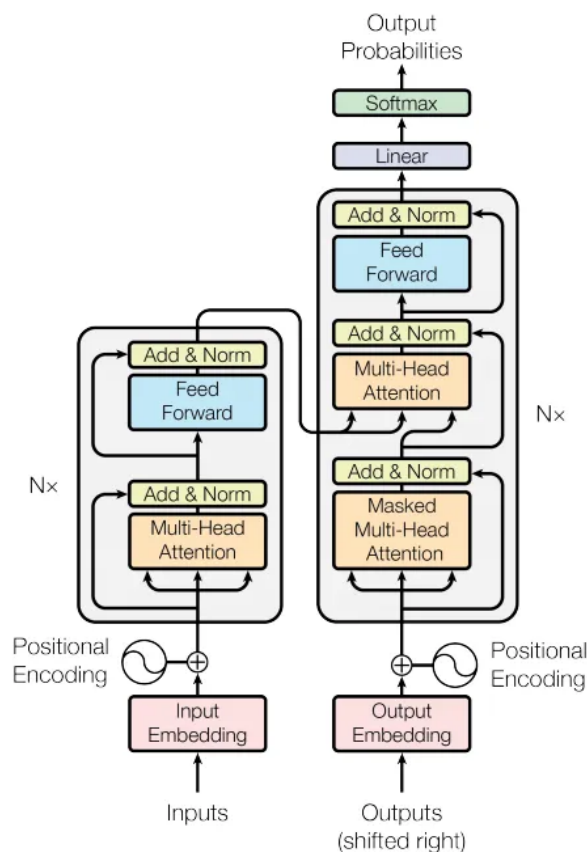 Output
Probabilities
Softmax
Linear
Add & Norm
Feed
Forward
Add & Norm
Multi-Head
Attention
Add & Norm
Masked
Multi-Head
Attention
N×
Add & Norm
Feed
Forward
Add & Norm
Multi-Head
Attention
N×
Positional
Encoding
Positional
Encoding
Input
Embedding
Output
Embedding
Inputs
Outputs
(shifted right)